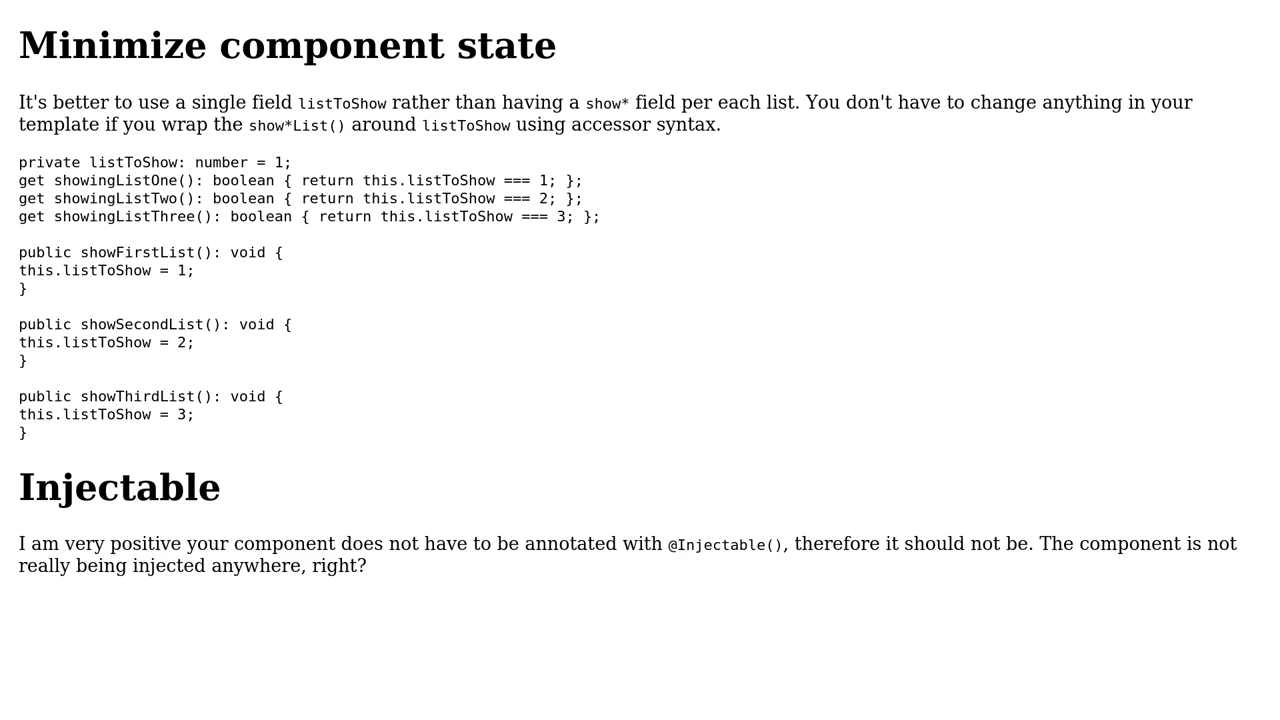 Minimize component state
It's better to use a single field listToShow rather than having a show* field per each list. You don't have to change anything in your
template if you wrap the show*List() around listToShow using accessor syntax.
private listToShow: number = 1;
get showingListOne(): boolean { return this.listToShow === 1; };
get showingListTwo(): boolean { return this.listToShow === 2; };
get showingListThree(): boolean { return this.listToShow === 3; };
public showFirstList(): void {
this.listToShow = 1;
}
public showSecondList(): void {
this.listToShow = 2;
}
public showThirdList(): void {
this.listToShow = 3;
}
Injectable
I am very positive your component does not have to be annotated with @Injectable(), therefore it should not be. The component is not
really being injected anywhere, right?